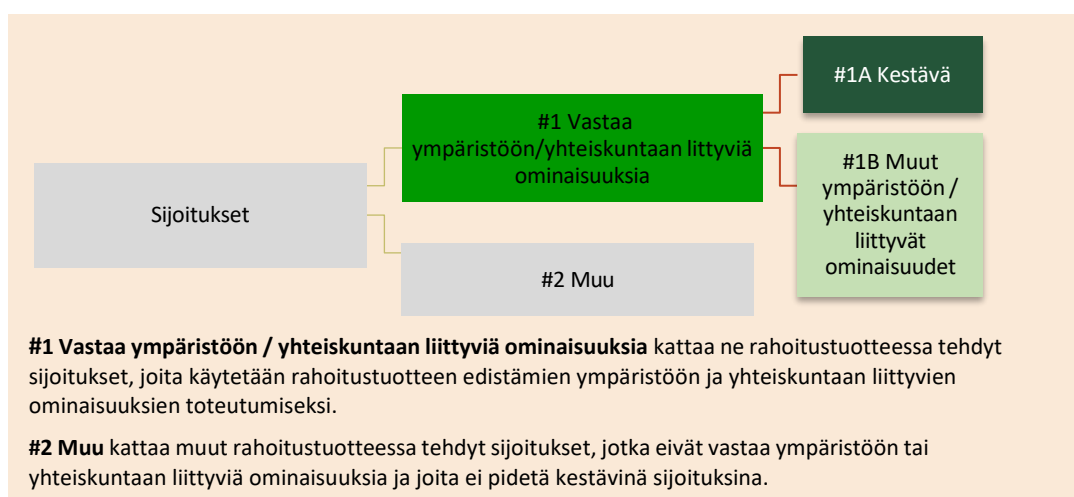 #1A Kestävä
#1 Vastaa
ympäristöön/yhteiskuntaan littyviä
ominaisuuksia
#1B Muut
ympäristöön /
yhteiskuntaan
liittyvät
ominaisuudet
Sijoitukset
#2 Muu
#1 Vastaa ympäristöön / yhteiskuntaan liittyviä ominaisuuksia kattaa ne rahoitustuotteessa tehdyt
sijoitukset, joita käytetään rahoitustuotteen edistämien ympäristöön ja yhteiskuntaan liittyvien
ominaisuuksien toteutumiseksi.
#2 Muu kattaa muut rahoitustuotteessa tehdyt sijoitukset, jotka eivät vastaa ympäristöön tai
yhteiskuntaan liittyviä ominaisuuksia ja joita ei pidetä kestävinä sijoituksina.